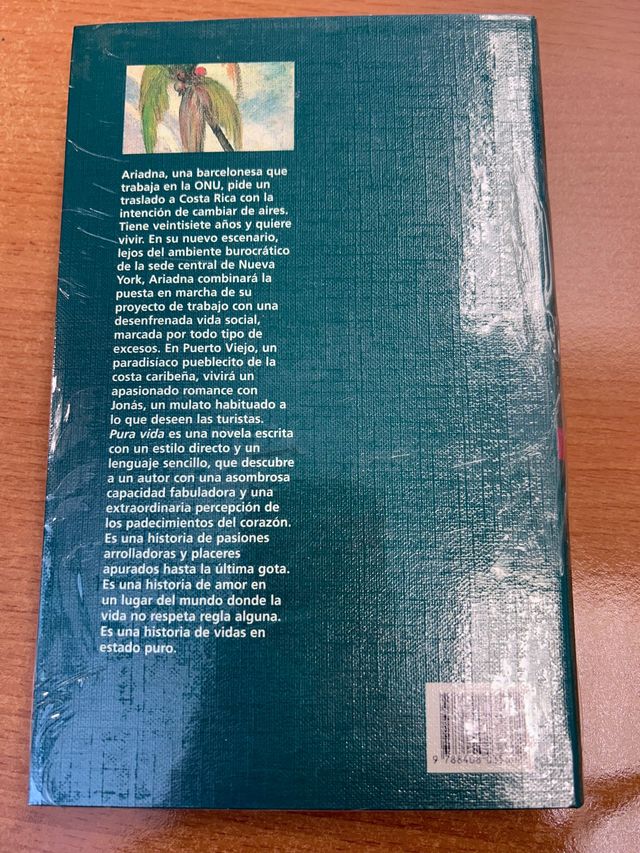 Ariadna, una barcelonesa que
trabaja en la ONU, pide un
traslado a Costa Rica con la
intención de cambiar de aires.
Tiene veintisiete años y quiere
vivir. En su nuevo escenario,
lejos del ambiente burocrático
de la sede central de Nueva
York, Ariadna combinará la
puesta en marcha de su
proyecto de trabajo con una
desenfrenada vida social,
marcada por todo tipo de
excesos. En Puerto Viejo, un
paradisíaco pueblecito de la
costa caribeña, vivirá un
apasionado romance con
Jonás, un mulato habituado a
lo que deseen las turistas.
Pura vida es una novela escrita
con un estilo directo y un
lenguaje sencillo, que descubre
a un autor con una asombrosa
capacidad fabuladora y una
extraordinaria percepción de
los padecimientos del corazón.
Es una historia de pasiones
arrolladoras y placeres
apurados hasta la última gota.
Es una historia de amor en
un lugar del mundo donde la
vida no respeta regla alguna.
Es una historia de vidas en
estado puro.
9 788408